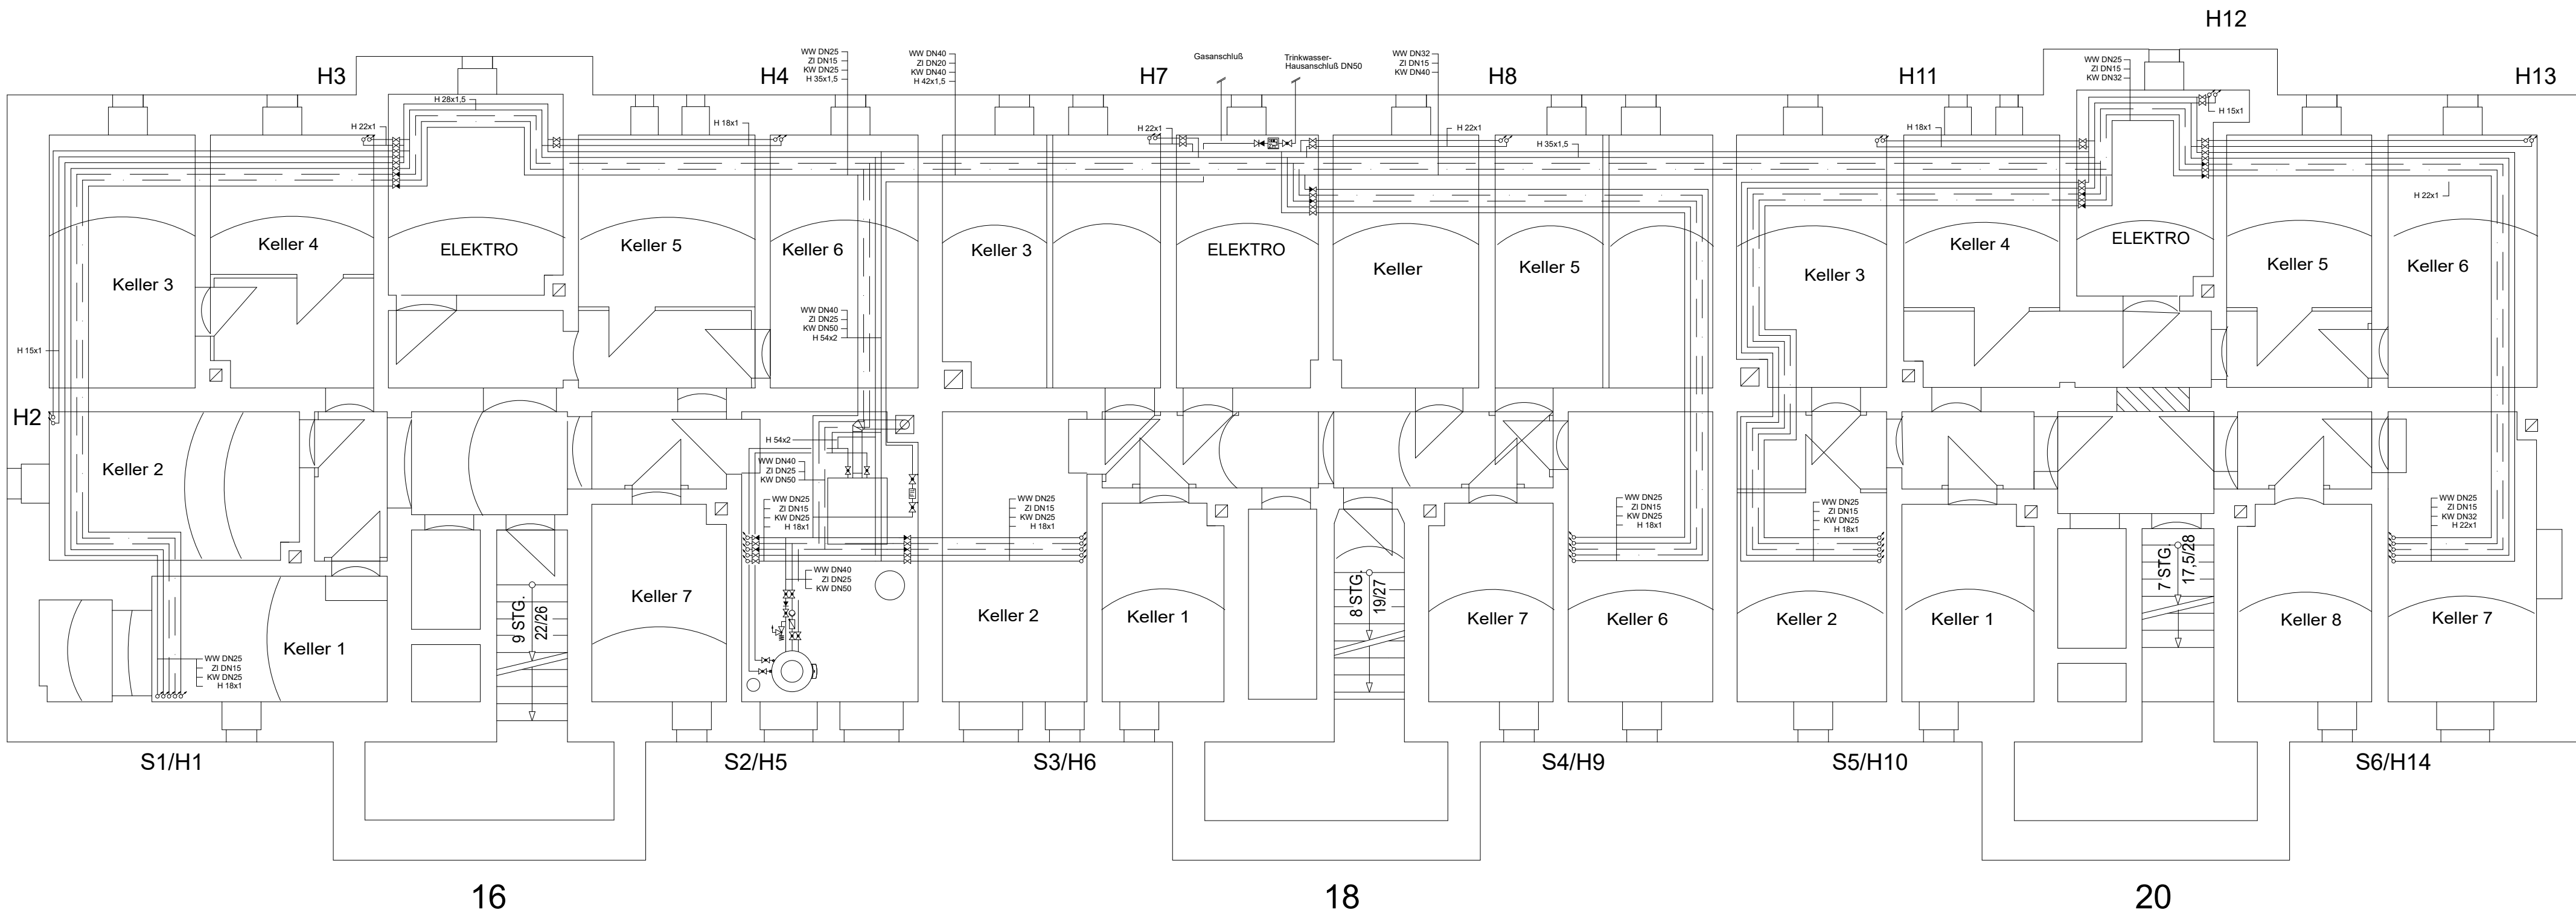 H12
H3
H4
WW DN25
ZI DN15
KW DN25
H 35x1,5
WW DN40
ZI DN20
KW DN40
H 42x1,5
H7
Gasanschluß
Trinkwasser-
Hausanschluß DN50
WW DN32
ZI DN15
KW DN40
H8
H11
WW DN25
ZI DN15
KW DN32
H13
H 28x1,5
H 22x1
H 18x1
H 22x1
H 22x1
H 35x1,5
H 18x1
H 15x1
H 22x1
Keller 3
Keller 4
ELEKTRO
Keller 5
Keller 6
Keller 3
ELEKTRO
Keller
Keller 5
Keller 3
Keller 4
ELEKTRO
Keller 5
Keller 6
WW DN40
ZI DN25
KW DN50
H 54x2
H 15x1
H2
Keller 2
H 54x2
WW DN40
ZI DN25
KW DN50
WW DN25
ZI DN15
KW DN25
H 18x1
WW DN25
ZI DN15
KW DN25
H 18x1
WW DN25
ZI DN15
KW DN25
H 18x1
WW DN25
ZI DN15
KW DN25
H 18x1
WW DN25
ZI DN15
KW DN32
H 22x1
WW DN40
ZI DN25
KW DN50
Keller 1
WW DN25
ZI DN15
KW DN25
H 18x1
9 STG.
22/26
Keller 7
Keller 2
Keller 1
8 STG.
19/27
Keller 7
Keller 6
Keller 2
Keller 1
7 STG.
17,5/28
Keller 8
Keller 7
S1/H1
S2/H5
S3/H6
S4/H9
S5/H10
S6/H14
16
18
20